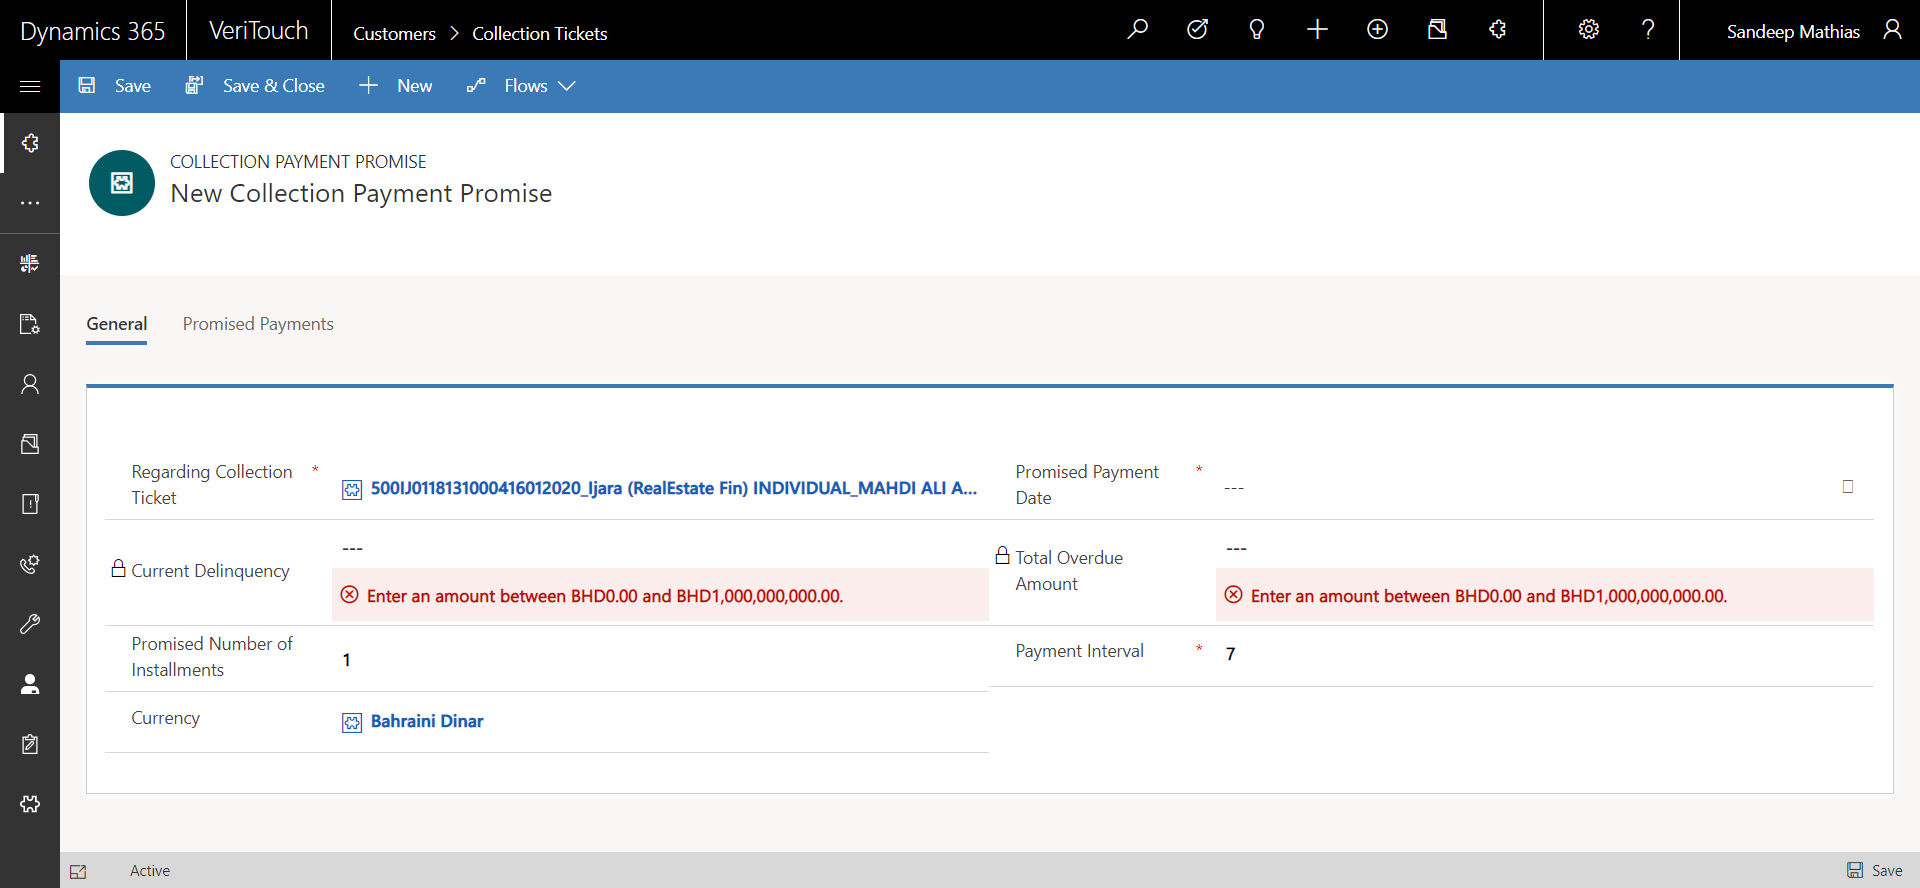 Dynamics 365
VeriTouch
Customers > Collection Tickets
Sandeep Mathias
Save
Save & Close
New
Flows
COLLECTION PAYMENT PROMISE
New Collection Payment Promise
General
Promised Payments
Regarding Collection
Ticket
*
500IJ0118131000416012020_Ijara (RealEstate Fin) INDIVIDUAL_MAHDI ALI A...
Promised Payment
Date
*
---
Current Delinquency
---
Enter an amount between BHD0.00 and BHD1,000,000,000.00.
Total Overdue
Amount
---
Enter an amount between BHD0.00 and BHD1,000,000,000.00.
Promised Number of
Installments
1
Payment Interval
*
7
Currency
Bahraini Dinar
Active
Save